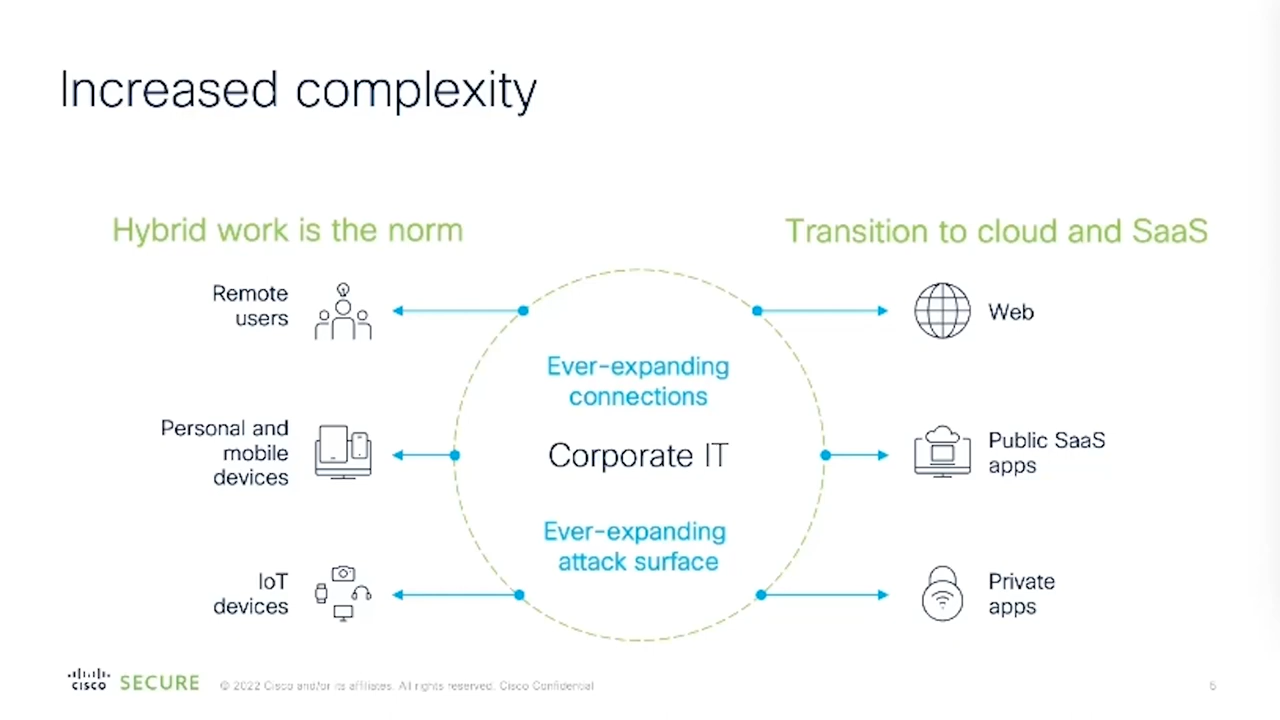 Increased complexity
Hybrid work is the norm
Transition to cloud and SaaS
Remote
users
Personal and
mobile
devices
IoT
devices
Ever-expanding
connections
Corporate IT
Ever-expanding
attack surface
Web
Public SaaS
apps
Private
apps
CISCO SECURE
© 2022 Cisco and/or its affiliates. All rights reserved. Cisco Confidential
6